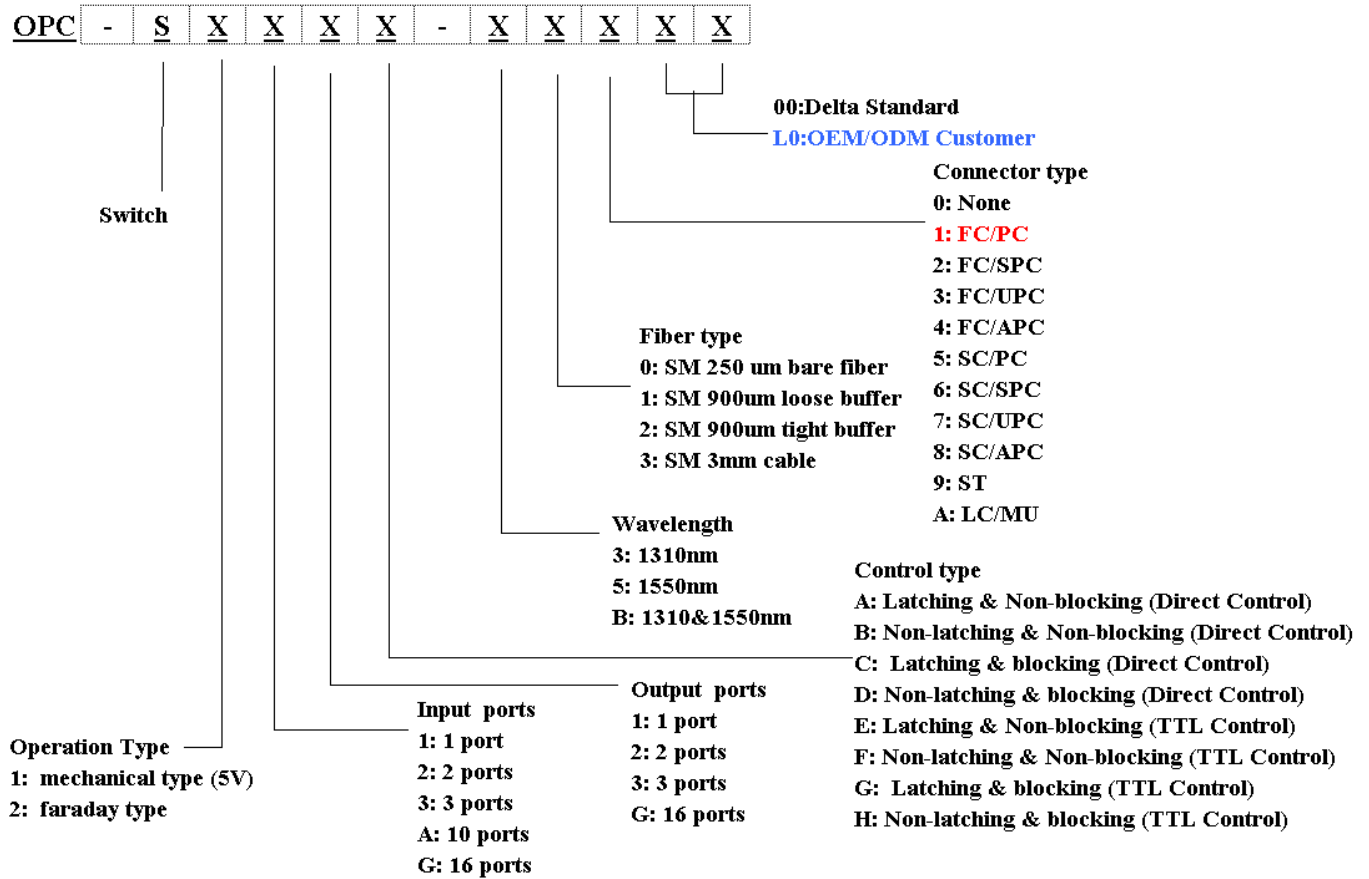 OPC - S X X X X - X X X X X
00:Delta Standard
L0:OEM/ODM Customer
Switch
Connector type
0: None
1: FC/PC
2: FC/SPC
3: FC/UPC
4: FC/APC
5: SC/PC
6: SC/SPC
7: SC/UPC
8: SC/APC
9: ST
A: LC/MU
Fiber type
0: SM 250 um bare fiber
1: SM 900um loose buffer
2: SM 900um tight buffer
3: SM 3mm cable
Wavelength
3: 1310nm
5: 1550nm
B: 1310&1550nm
Control type
A: Latching & Non-blocking (Direct Control)
B: Non-latching & Non-blocking (Direct Control)
C: Latching & blocking (Direct Control)
D: Non-latching & blocking (Direct Control)
E: Latching & Non-blocking (TTL Control)
F: Non-latching & Non-blocking (TTL Control)
G: Latching & blocking (TTL Control)
H: Non-latching & blocking (TTL Control)
Output ports
1: 1 port
2: 2 ports
3: 3 ports
G: 16 ports
Input ports
1: 1 port
2: 2 ports
3: 3 ports
A: 10 ports
G: 16 ports
Operation Type
1: mechanical type (5V)
2: faraday type